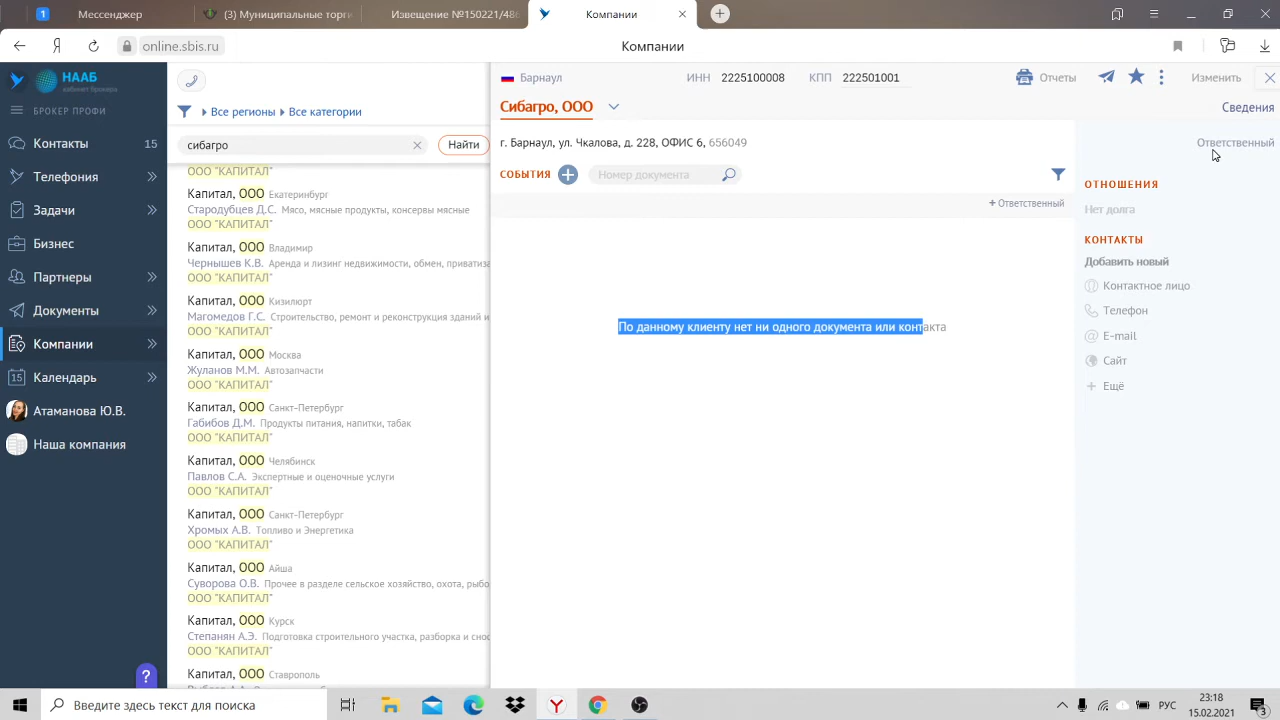 1 Мессенджер
(3) Муниципальные торг
Извещение №150221/486
Компании
online.sbis.ru
Компании
НААБ
кабинет брокера
БРОКЕР ПРОФИ
Контакты 15
Телефония
Задачи
Бизнес
Партнеры
Документы
Компании
15 Календарь
Атаманова Ю.В.
Наша компания
?
Все регионы Все категории
сибагро
Найти
ООО "КАПИТАЛ"
Капитал, ООО Екатеринбург
Стародубцев Д.С. Мясо, мясные продукты, консервы мясные
ООО "КАПИТАЛ"
Капитал, ООО Владимир
Чернышев К.В. Аренда и лизинг недвижимости, обмен, приватиза
ООО "КАПИТАЛ"
Капитал, ООО Кизилюрт
Магомедов Г.С. Строительство, ремонт и реконструкция зданий и
ООО "КАПИТАЛ"
Капитал, ООО Москва
Жуланов М.М. Автозапчасти
ООО "КАПИТАЛ"
Капитал, ООО Санкт-Петербург
Габибов Д.М. Продукты питания, напитки, табак
ООО "КАПИТАЛ"
Капитал, ООО Челябинск
Павлов С.А. Экспертные и оценочные услуги
ООО "КАПИТАЛ"
Капитал, ООО Санкт-Петербург
Хромых А.В. Топливо и Энергетика
ООО "КАПИТАЛ"
Капитал, ООО Айша
Суворова О.В. Прочее в разделе сельское хозяйство, охота, рыбо
ООО "КАПИТАЛ"
Капитал, ООО Курск
Степанян А.Э. Подготовка строительного участка, разборка и снос
ООО "КАПИТАЛ"
Капитал, ООО Ставрополь
Барнаул ИНН 2225100008 КПП 222501001 Отчеты Изменить
Сибагро, ООО
Сведения
г. Барнаул, ул. Чкалова, д. 228, ОФИС 6, 656049
Ответственный
СОБЫТИЯ Номер документа
+ Ответственный
По данному клиенту нет ни одного документа или контакта
ОТНОШЕНИЯ
Нет долга
КОНТАКТЫ
Добавить новый
Контактное лицо
Телефон
E-mail
Сайт
Ещё
Введите здесь текст для поиска
РУС
23:18
15.02.2021
3